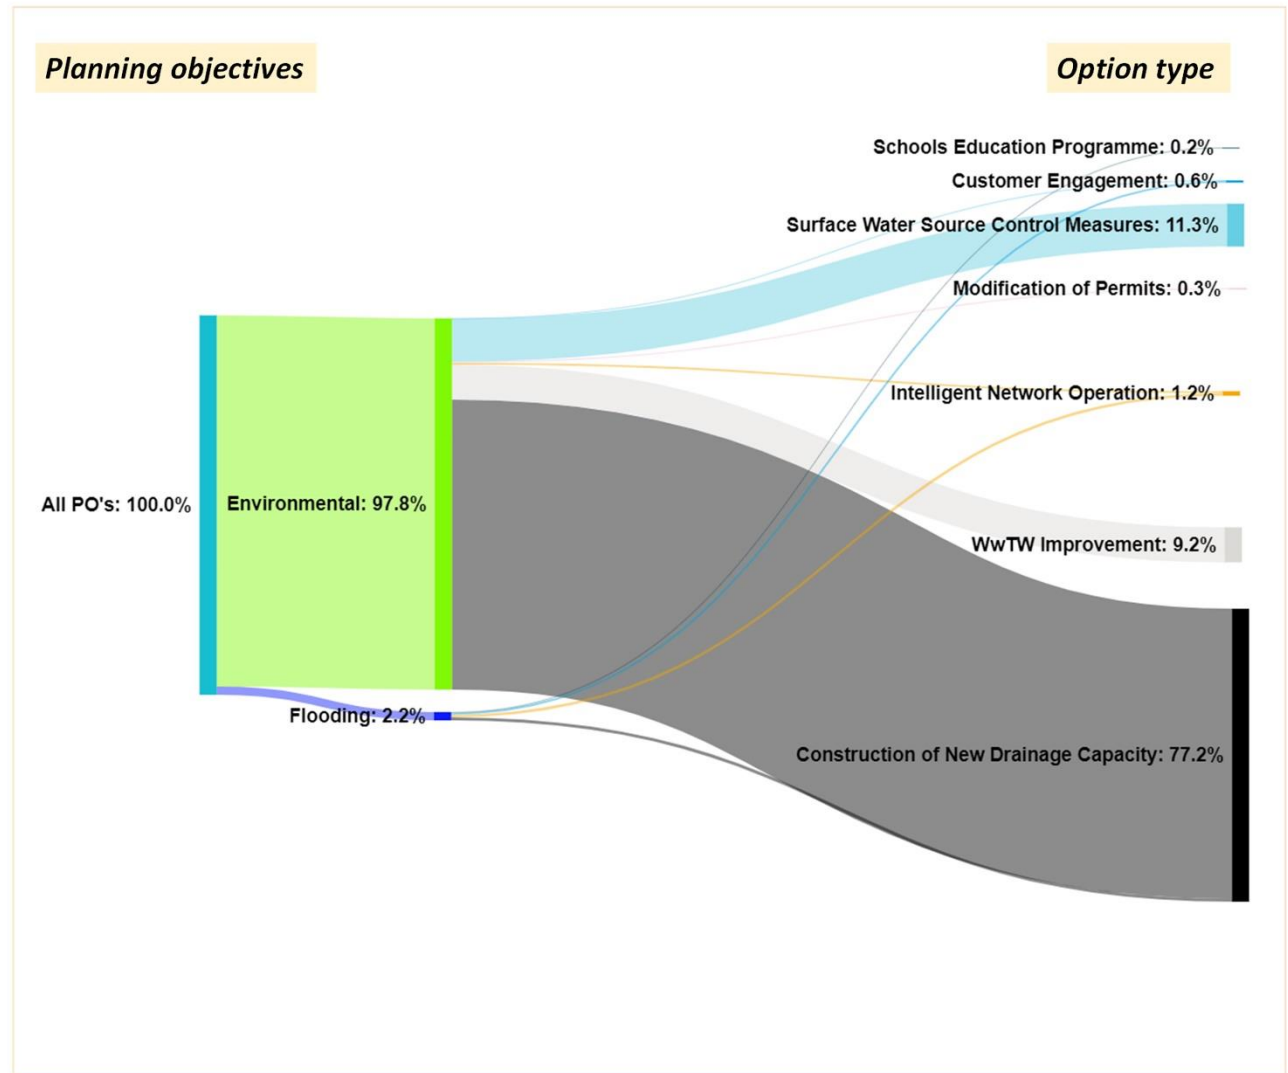 Planning objectives
Option type
Schools Education Programme: 0.2%
Customer Engagement: 0.6%
Surface Water Source Control Measures: 11.3%
Modification of Permits: 0.3%
Intelligent Network Operation: 1.2%
All PO's: 100.0%
Environmental: 97.8%
WwTW Improvement: 9.2%
Flooding: 2.2%
Construction of New Drainage Capacity: 77.2%